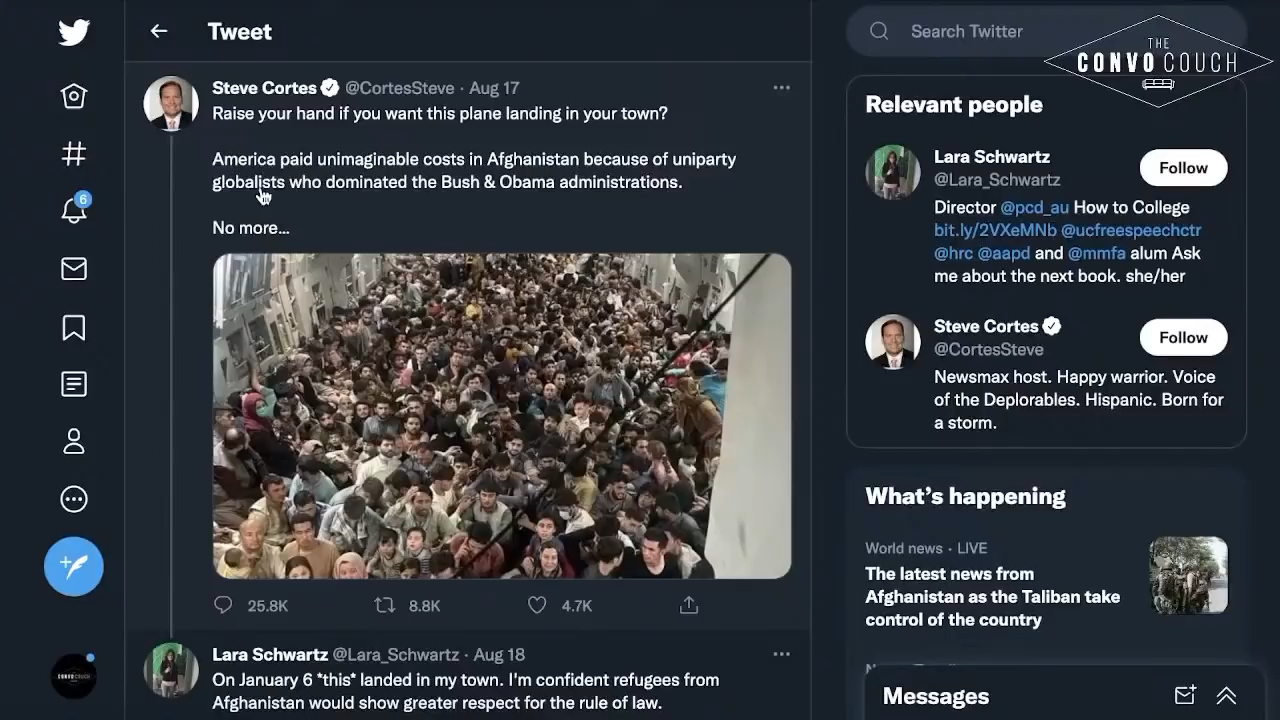 Tweet
Search Twitter
THE
CONVO COUCH
Steve Cortes @CortesSteve · Aug 17
Raise your hand if you want this plane landing in your town?
America paid unimaginable costs in Afghanistan because of uniparty
globalists who dominated the Bush & Obama administrations.
No more...
25.8K
8.8K
4.7K
Lara Schwartz @Lara_Schwartz · Aug 18
On January 6 *this* landed in my town. I'm confident refugees from
Afghanistan would show greater respect for the rule of law.
6
CONVO COUCH
Relevant people
Lara Schwartz
@Lara_Schwartz
Follow
Director @pcd_au How to College
bit.ly/2VXeMNb @ucfreespeechctr
@hrc @aapd and @mmfa alum Ask
me about the next book. she/her
Steve Cortes
@CortesSteve
Follow
Newsmax host. Happy warrior. Voice
of the Deplorables. Hispanic. Born for
a storm.
What's happening
World news · LIVE
The latest news from
Afghanistan as the Taliban take
control of the country
Messages